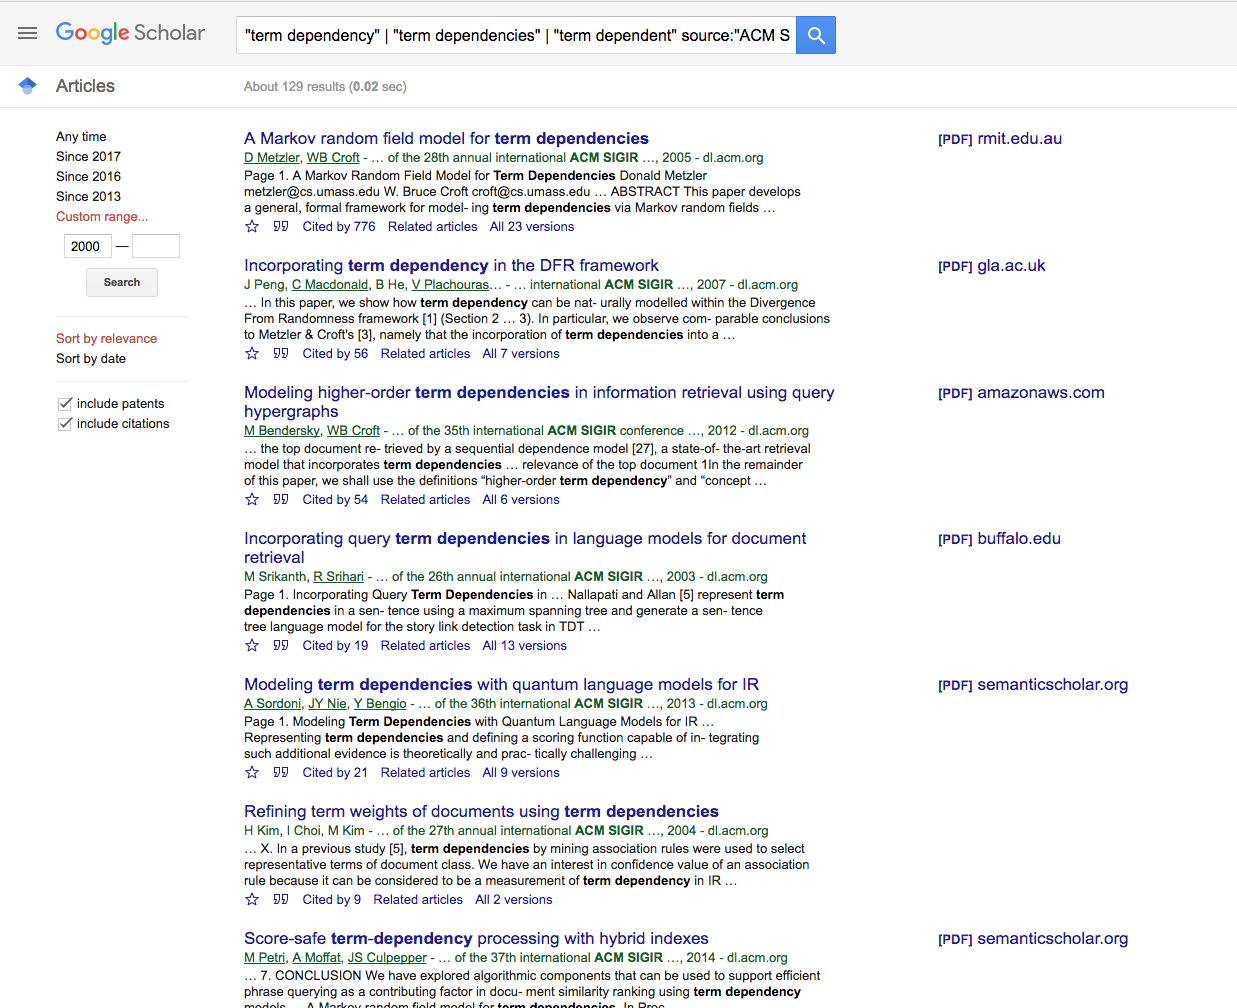 Google Scholar
"term dependency" | "term dependencies" | "term dependent" source:"ACM S
Articles
About 129 results (0.02 sec)
Any time
Since 2017
Since 2016
Since 2013
Custom range...
2000 —
Search
Sort by relevance
Sort by date
include patents
include citations
A Markov random field model for term dependencies
[PDF] rmit.edu.au
D Metzler, WB Croft - … of the 28th annual international ACM SIGIR …, 2005 - dl.acm.org
Page 1. A Markov Random Field Model for Term Dependencies Donald Metzler
metzler@cs.umass.edu W. Bruce Croft croft@cs.umass.edu … ABSTRACT This paper develops
a general, formal framework for model- ing term dependencies via Markov random fields …
Cited by 776 Related articles All 23 versions
Incorporating term dependency in the DFR framework
[PDF] gla.ac.uk
J Peng, C Macdonald, B He, V Plachouras… - … international ACM SIGIR …, 2007 - dl.acm.org
… In this paper, we show how term dependency can be nat- urally modelled within the Divergence
From Randomness framework [1] (Section 2 … 3). In particular, we observe com- parable conclusions
to Metzler & Croft's [3], namely that the incorporation of term dependencies into a …
Cited by 56 Related articles All 7 versions
Modeling higher-order term dependencies in information retrieval using query
hypergraphs
[PDF] amazonaws.com
M Bendersky, WB Croft - … of the 35th international ACM SIGIR conference …, 2012 - dl.acm.org
… the top document re- trieved by a sequential dependence model [27], a state-of- the-art retrieval
model that incorporates term dependencies … relevance of the top document 1In the remainder
of this paper, we shall use the definitions “higher-order term dependency” and “concept …
Cited by 54 Related articles All 6 versions
Incorporating query term dependencies in language models for document
retrieval
[PDF] buffalo.edu
M Srikanth, R Srihari - … of the 26th annual international ACM SIGIR …, 2003 - dl.acm.org
Page 1. Incorporating Query Term Dependencies in … Nallapati and Allan [5] represent term
dependencies in a sen- tence using a maximum spanning tree and generate a sen- tence
tree language model for the story link detection task in TDT …
Cited by 19 Related articles All 13 versions
Modeling term dependencies with quantum language models for IR
[PDF] semanticscholar.org
A Sordoni, JY Nie, Y Bengio - … of the 36th international ACM SIGIR …, 2013 - dl.acm.org
Page 1. Modeling Term Dependencies with Quantum Language Models for IR …
Representing term dependencies and defining a scoring function capable of in- tegrating
such additional evidence is theoretically and prac- tically challenging …
Cited by 21 Related articles All 9 versions
Refining term weights of documents using term dependencies
H Kim, I Choi, M Kim - … of the 27th annual international ACM SIGIR …, 2004 - dl.acm.org
… X. In a previous study [5], term dependencies by mining association rules were used to select
representative terms of document class. We have an interest in confidence value of an association
rule because it can be considered to be a measurement of term dependency in IR …
Cited by 9 Related articles All 2 versions
Score-safe term-dependency processing with hybrid indexes
[PDF] semanticscholar.org
M Petri, A Moffat, JS Culpepper - … of the 37th international ACM SIGIR …, 2014 - dl.acm.org
… 7. CONCLUSION We have explored algorithmic components that can be used to support efficient
phrase querying as a contributing factor in docu- ment similarity ranking using term dependency
models … A Markov random field model for term dependencies. In Proc